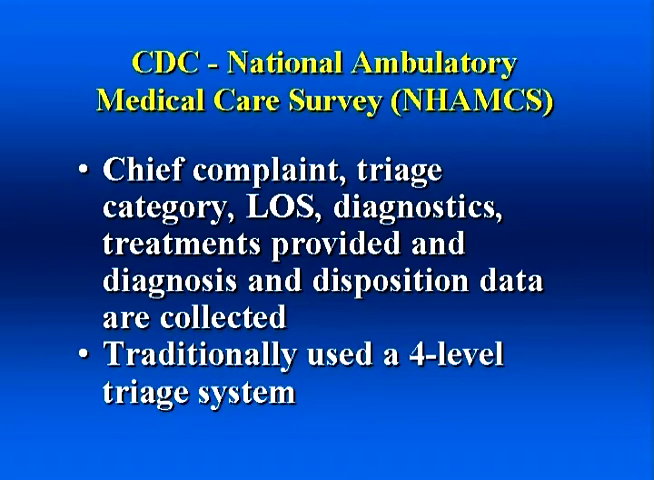 CDC - National Ambulatory
Medical Care Survey (NHAMCS)
• Chief complaint, triage
category, LOS, diagnostics,
treatments provided and
diagnosis and disposition data
are collected
• Traditionally used a 4-level
triage system